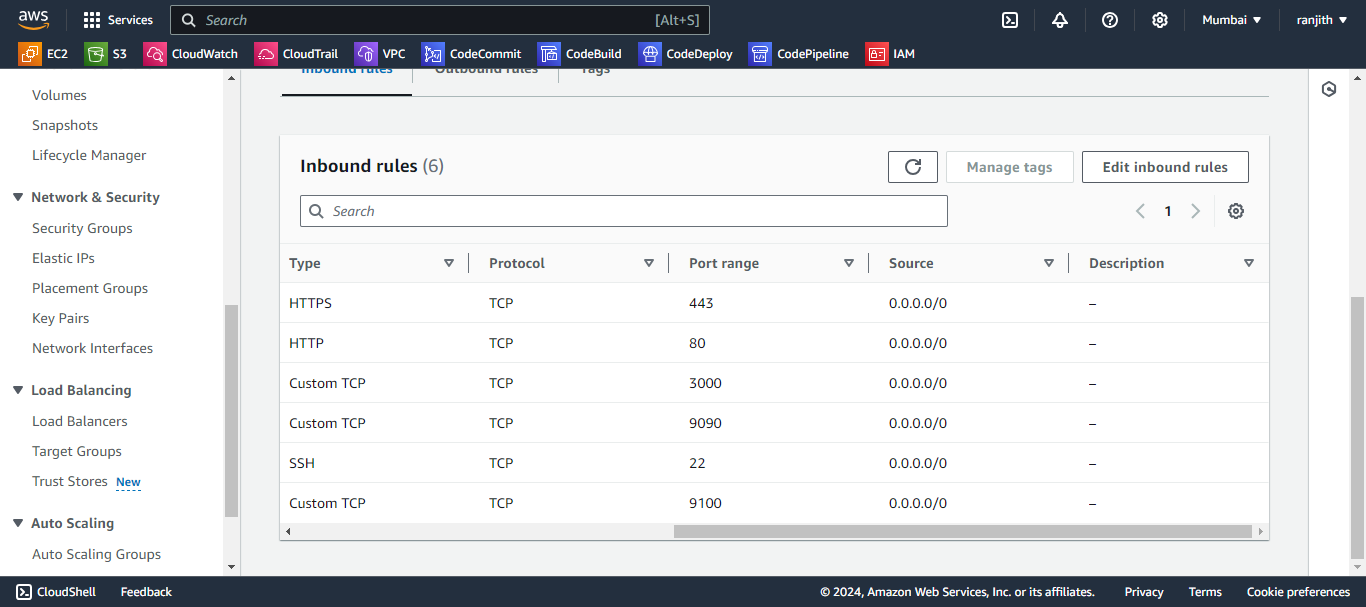 aws Services Search [Alt+S] Mumbai ranjith
EC2 S3 CloudWatch CloudTrail VPC CodeCommit CodeBuild CodeDeploy CodePipeline IAM
Inbound rules Outbound rules Tags
Volumes
Snapshots
Lifecycle Manager
Network & Security
Security Groups
Elastic IPs
Placement Groups
Key Pairs
Network Interfaces
Load Balancing
Load Balancers
Target Groups
Trust Stores New
Auto Scaling
Auto Scaling Groups
Inbound rules (6) Manage tags Edit inbound rules
Search 1
Type Protocol Port range Source Description
HTTPS TCP 443 0.0.0.0/0 –
HTTP TCP 80 0.0.0.0/0 –
Custom TCP TCP 3000 0.0.0.0/0 –
Custom TCP TCP 9090 0.0.0.0/0 –
SSH TCP 22 0.0.0.0/0 –
Custom TCP TCP 9100 0.0.0.0/0 –
CloudShell Feedback © 2024, Amazon Web Services, Inc. or its affiliates. Privacy Terms Cookie preferences